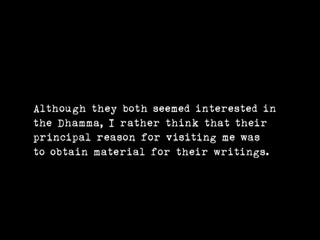 Although they both seemed interested in
the Dhamma, I rather think that their
principal reason for visiting me was
to obtain material for their writings.